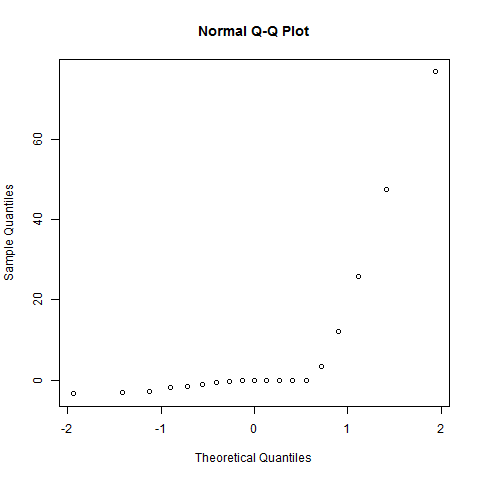 Normal Q-Q Plot
Sample Quantiles
60
40
20
0
-2 -1 0 1 2
Theoretical Quantiles